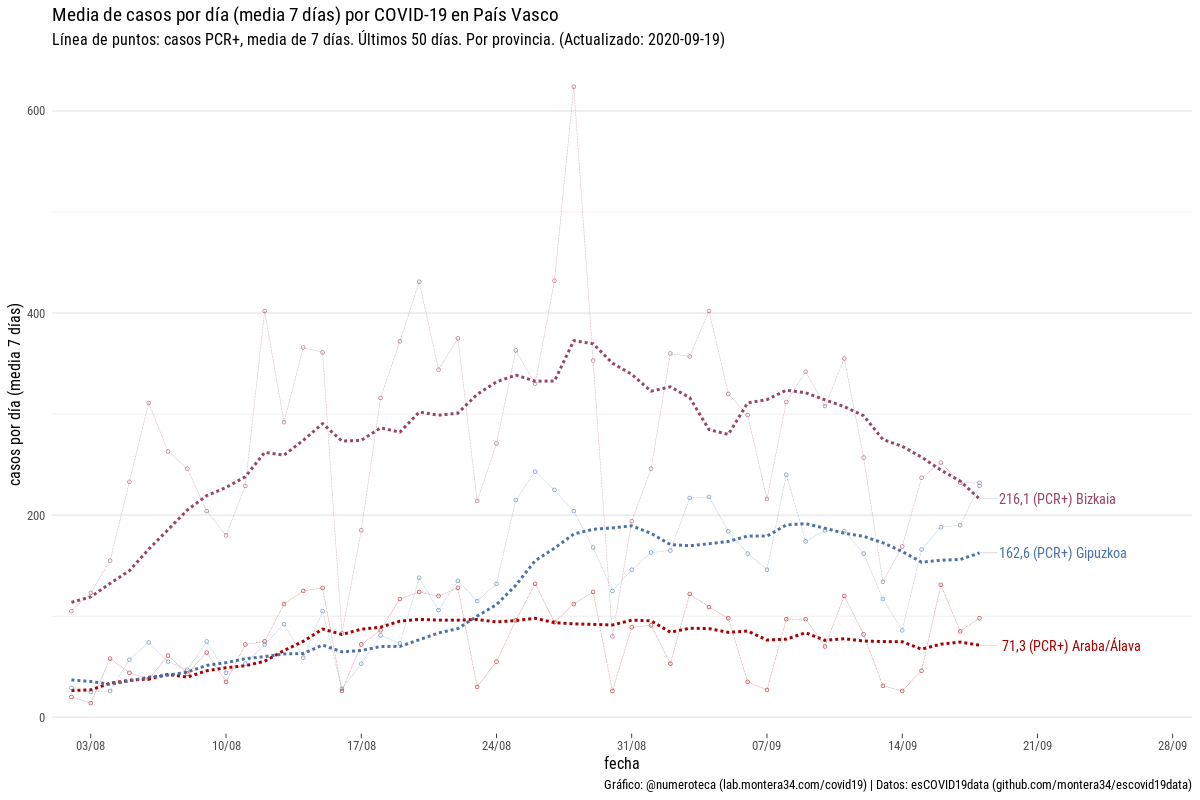 Media de casos por día (media 7 días) por COVID-19 en País Vasco
Línea de puntos: casos PCR+, media de 7 días. Últimos 50 días. Por provincia. (Actualizado: 2020-09-19)
casos por día (media 7 días)
600
400
200
0
216,1 (PCR+) Bizkaia
162,6 (PCR+) Gipuzkoa
71,3 (PCR+) Araba/Álava
03/08 10/08 17/08 24/08 31/08 07/09 14/09 21/09 28/09
fecha
Gráfico: @numeroteca (lab.montera34.com/covid19) | Datos: esCOVID19data (github.com/montera34/escovid19data)